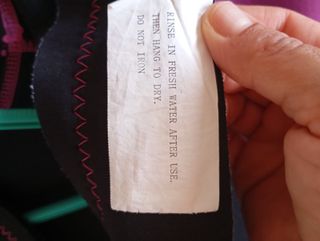 RINSE IN FRESH WATER AFTER USE.
THEN HANG TO DRY.
DO NOT IRON